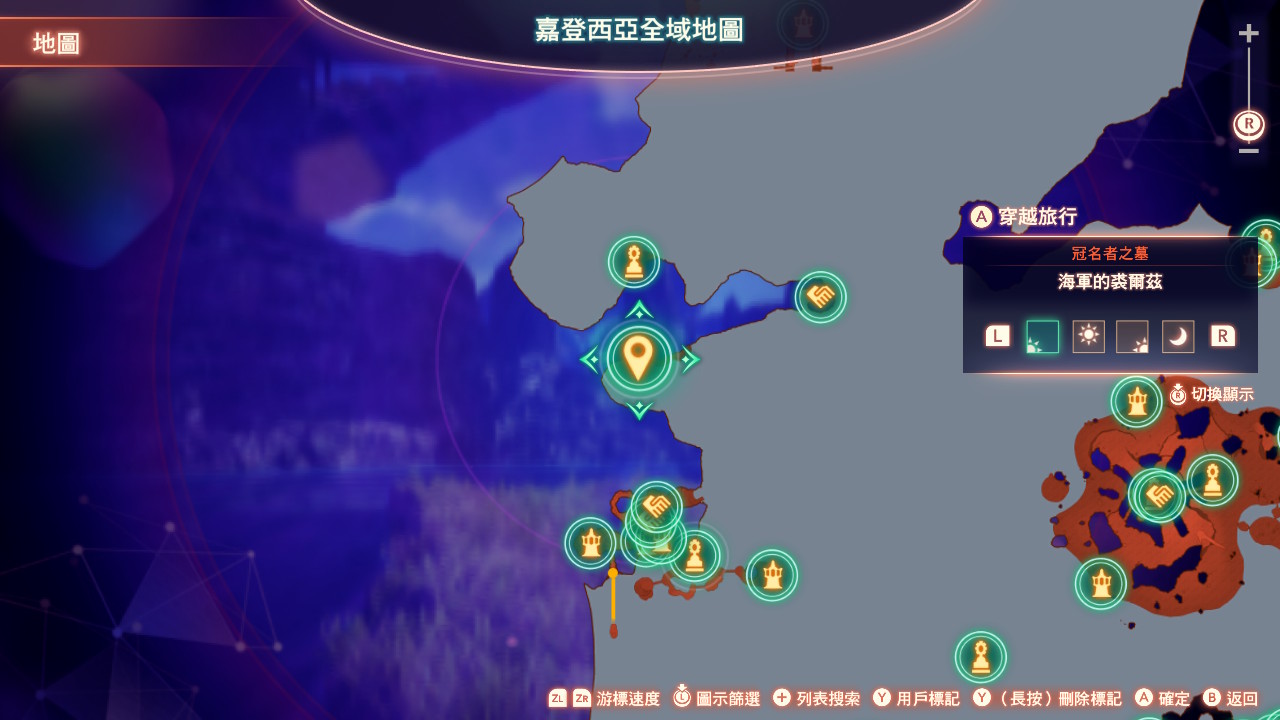 地圖
嘉登西亞全域地圖
R
A 穿越旅行
冠名者之墓
海軍的裘爾茲
L R
R 切換顯示
ZL ZR 游標速度 L 圖示篩選 列表搜索 Y 用戶標記 Y （長按）刪除標記 A 確定 B 返回